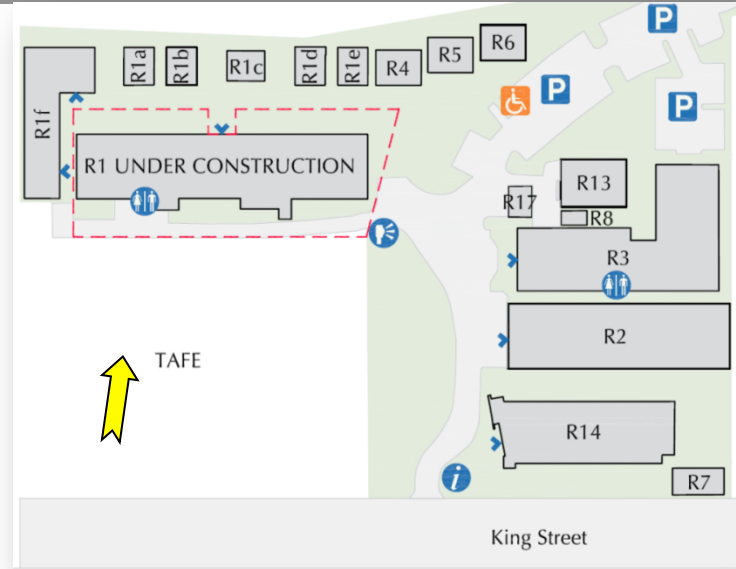 P
R6
R5
R1a
R1b
R1c
R1d
R1e
R4
P
P
R1f
R1 UNDER CONSTRUCTION
R13
R17
R8
R3
R2
TAFE
R14
i
R7
King Street